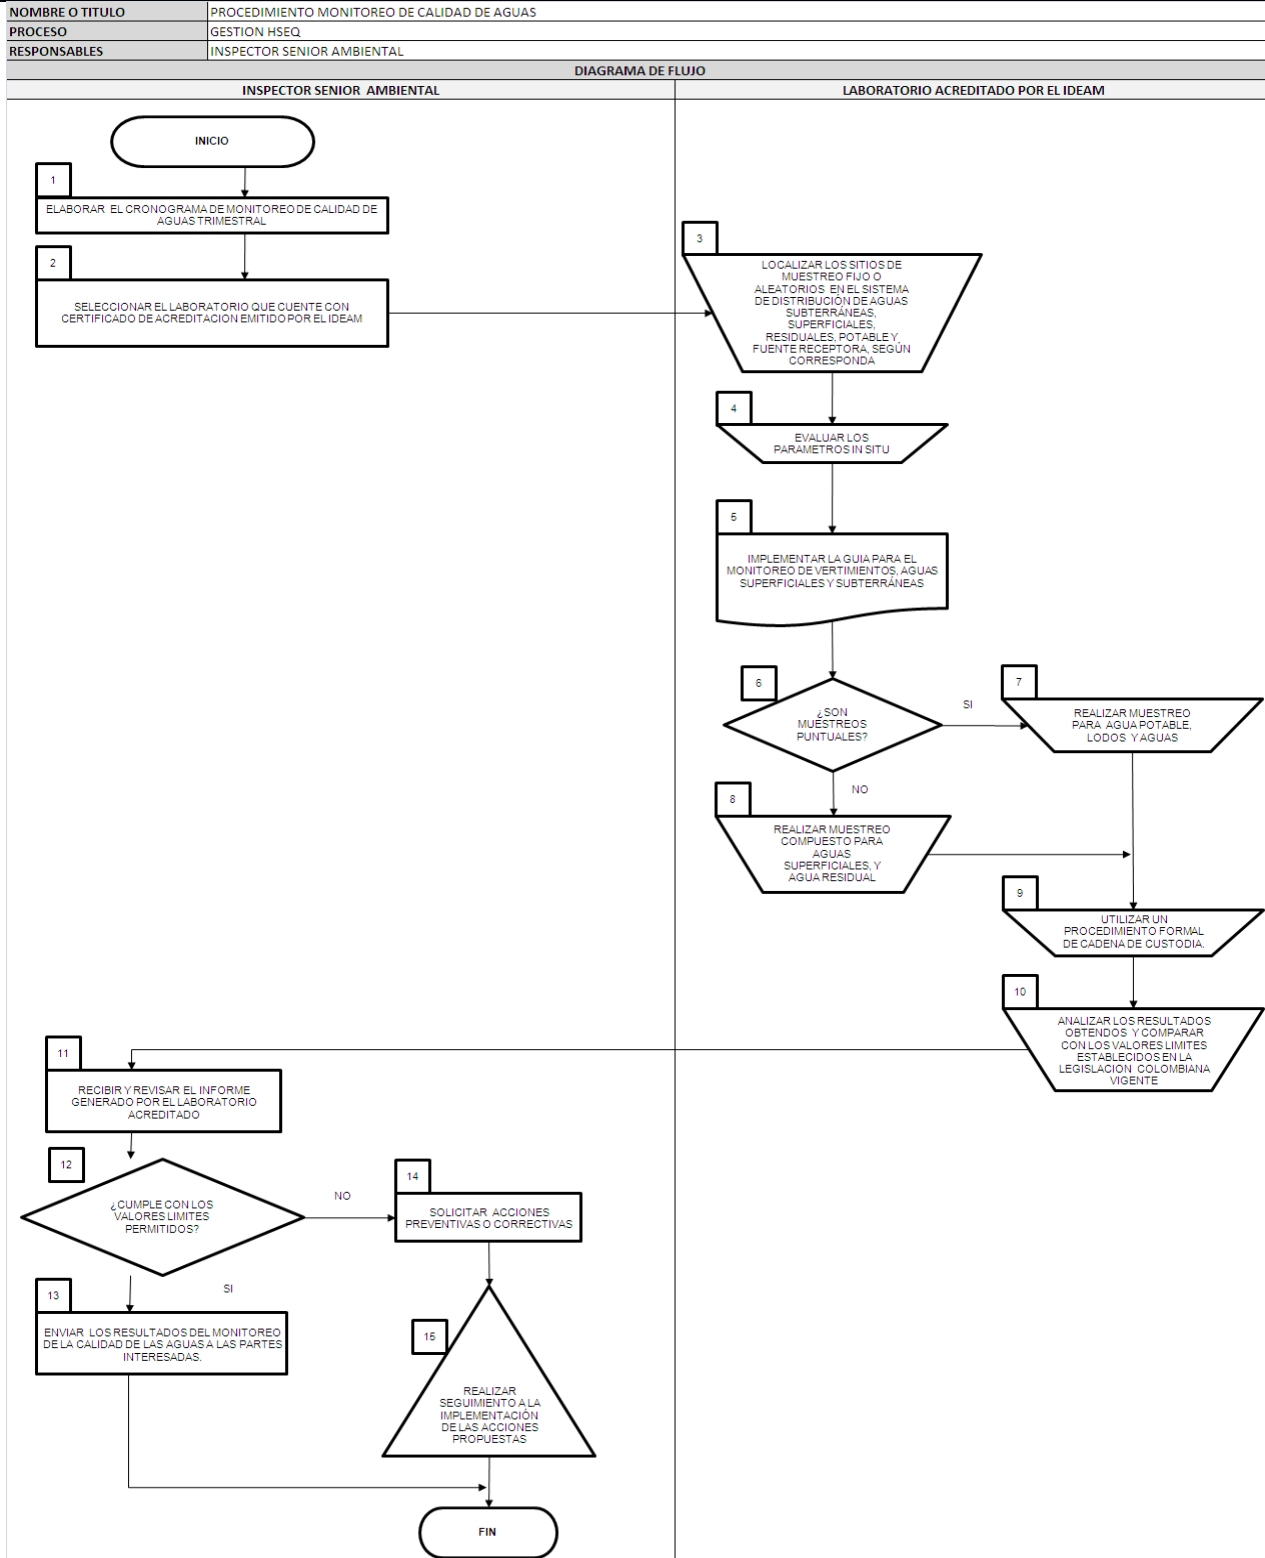 NOMBRE O TITULO PROCEDIMIENTO MONITOREO DE CALIDAD DE AGUAS
PROCESO GESTION HSEQ
RESPONSABLES INSPECTOR SENIOR AMBIENTAL
DIAGRAMA DE FLUJO
INSPECTOR SENIOR AMBIENTAL
LABORATORIO ACREDITADO POR EL IDEAM
INICIO
1
ELABORAR EL CRONOGRAMA DE MONITOREO DE CALIDAD DE
AGUAS TRIMESTRAL
2
SELECCIONAR EL LABORATORIO QUE CUENTE CON
CERTIFICADO DE ACREDITACION EMITIDO POR EL IDEAM
3
LOCALIZAR LOS SITIOS DE
MUESTREO FIJO O
ALEATORIOS EN EL SISTEMA
DE DISTRIBUCIÓN DE AGUAS
SUBTERRÁNEAS,
SUPERFICIALES,
RESIDUALES, POTABLE Y
FUENTE RECEPTORA, SEGÚN
CORRESPONDA
4
EVALUAR LOS
PARAMETROS IN SITU
5
IMPLEMENTAR LA GUIA PARA EL
MONITOREO DE VERTIMIENTOS, AGUAS
SUPERFICIALES Y SUBTERRÁNEAS
6
¿SON
MUESTREOS
PUNTUALES?
SI
7
REALIZAR MUESTREO
PARA AGUA POTABLE,
LODOS Y AGUAS
NO
8
REALIZAR MUESTREO
COMPUESTO PARA
AGUAS
SUPERFICIALES, Y
AGUA RESIDUAL
9
UTILIZAR UN
PROCEDIMIENTO FORMAL
DE CADENA DE CUSTODIA.
10
ANALIZAR LOS RESULTADOS
OBTENDOS Y COMPARAR
CON LOS VALORES LIMITES
ESTABLECIDOS EN LA
LEGISLACION COLOMBIANA
VIGENTE
11
RECIBIR Y REVISAR EL INFORME
GENERADO POR EL LABORATORIO
ACREDITADO
12
¿CUMPLE CON LOS
VALORES LIMITES
PERMITIDOS?
NO
14
SOLICITAR ACCIONES
PREVENTIVAS O CORRECTIVAS
SI
13
ENVIAR LOS RESULTADOS DEL MONITOREO
DE LA CALIDAD DE LAS AGUAS A LAS PARTES
INTERESADAS.
15
REALIZAR
SEGUIMIENTO A LA
IMPLEMENTACIÓN
DE LAS ACCIONES
PROPUESTAS
FIN